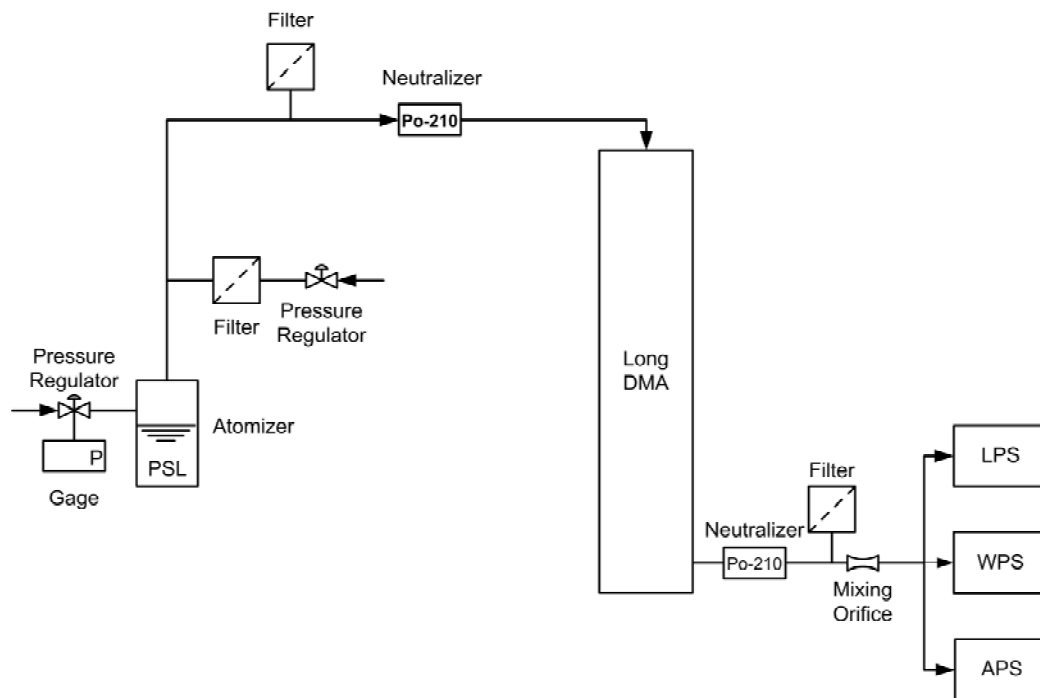 Filter
Neutralizer
Po-210
Filter
Pressure
Regulator
Pressure
Regulator
Atomizer
PSL
P
Gage
Long
DMA
Neutralizer
Po-210
Filter
Mixing
Orifice
LPS
WPS
APS